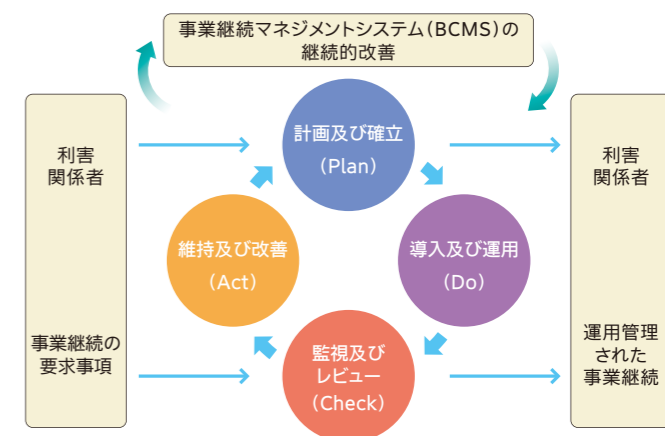 事業継続マネジメントシステム(BCMS)の
継続的改善
利害
関係者
事業継続の
要求事項
計画及び確立
(Plan)
導入及び運用
(Do)
監視及び
レビュー
(Check)
維持及び改善
(Act)
利害
関係者
運用管理
された
事業継続